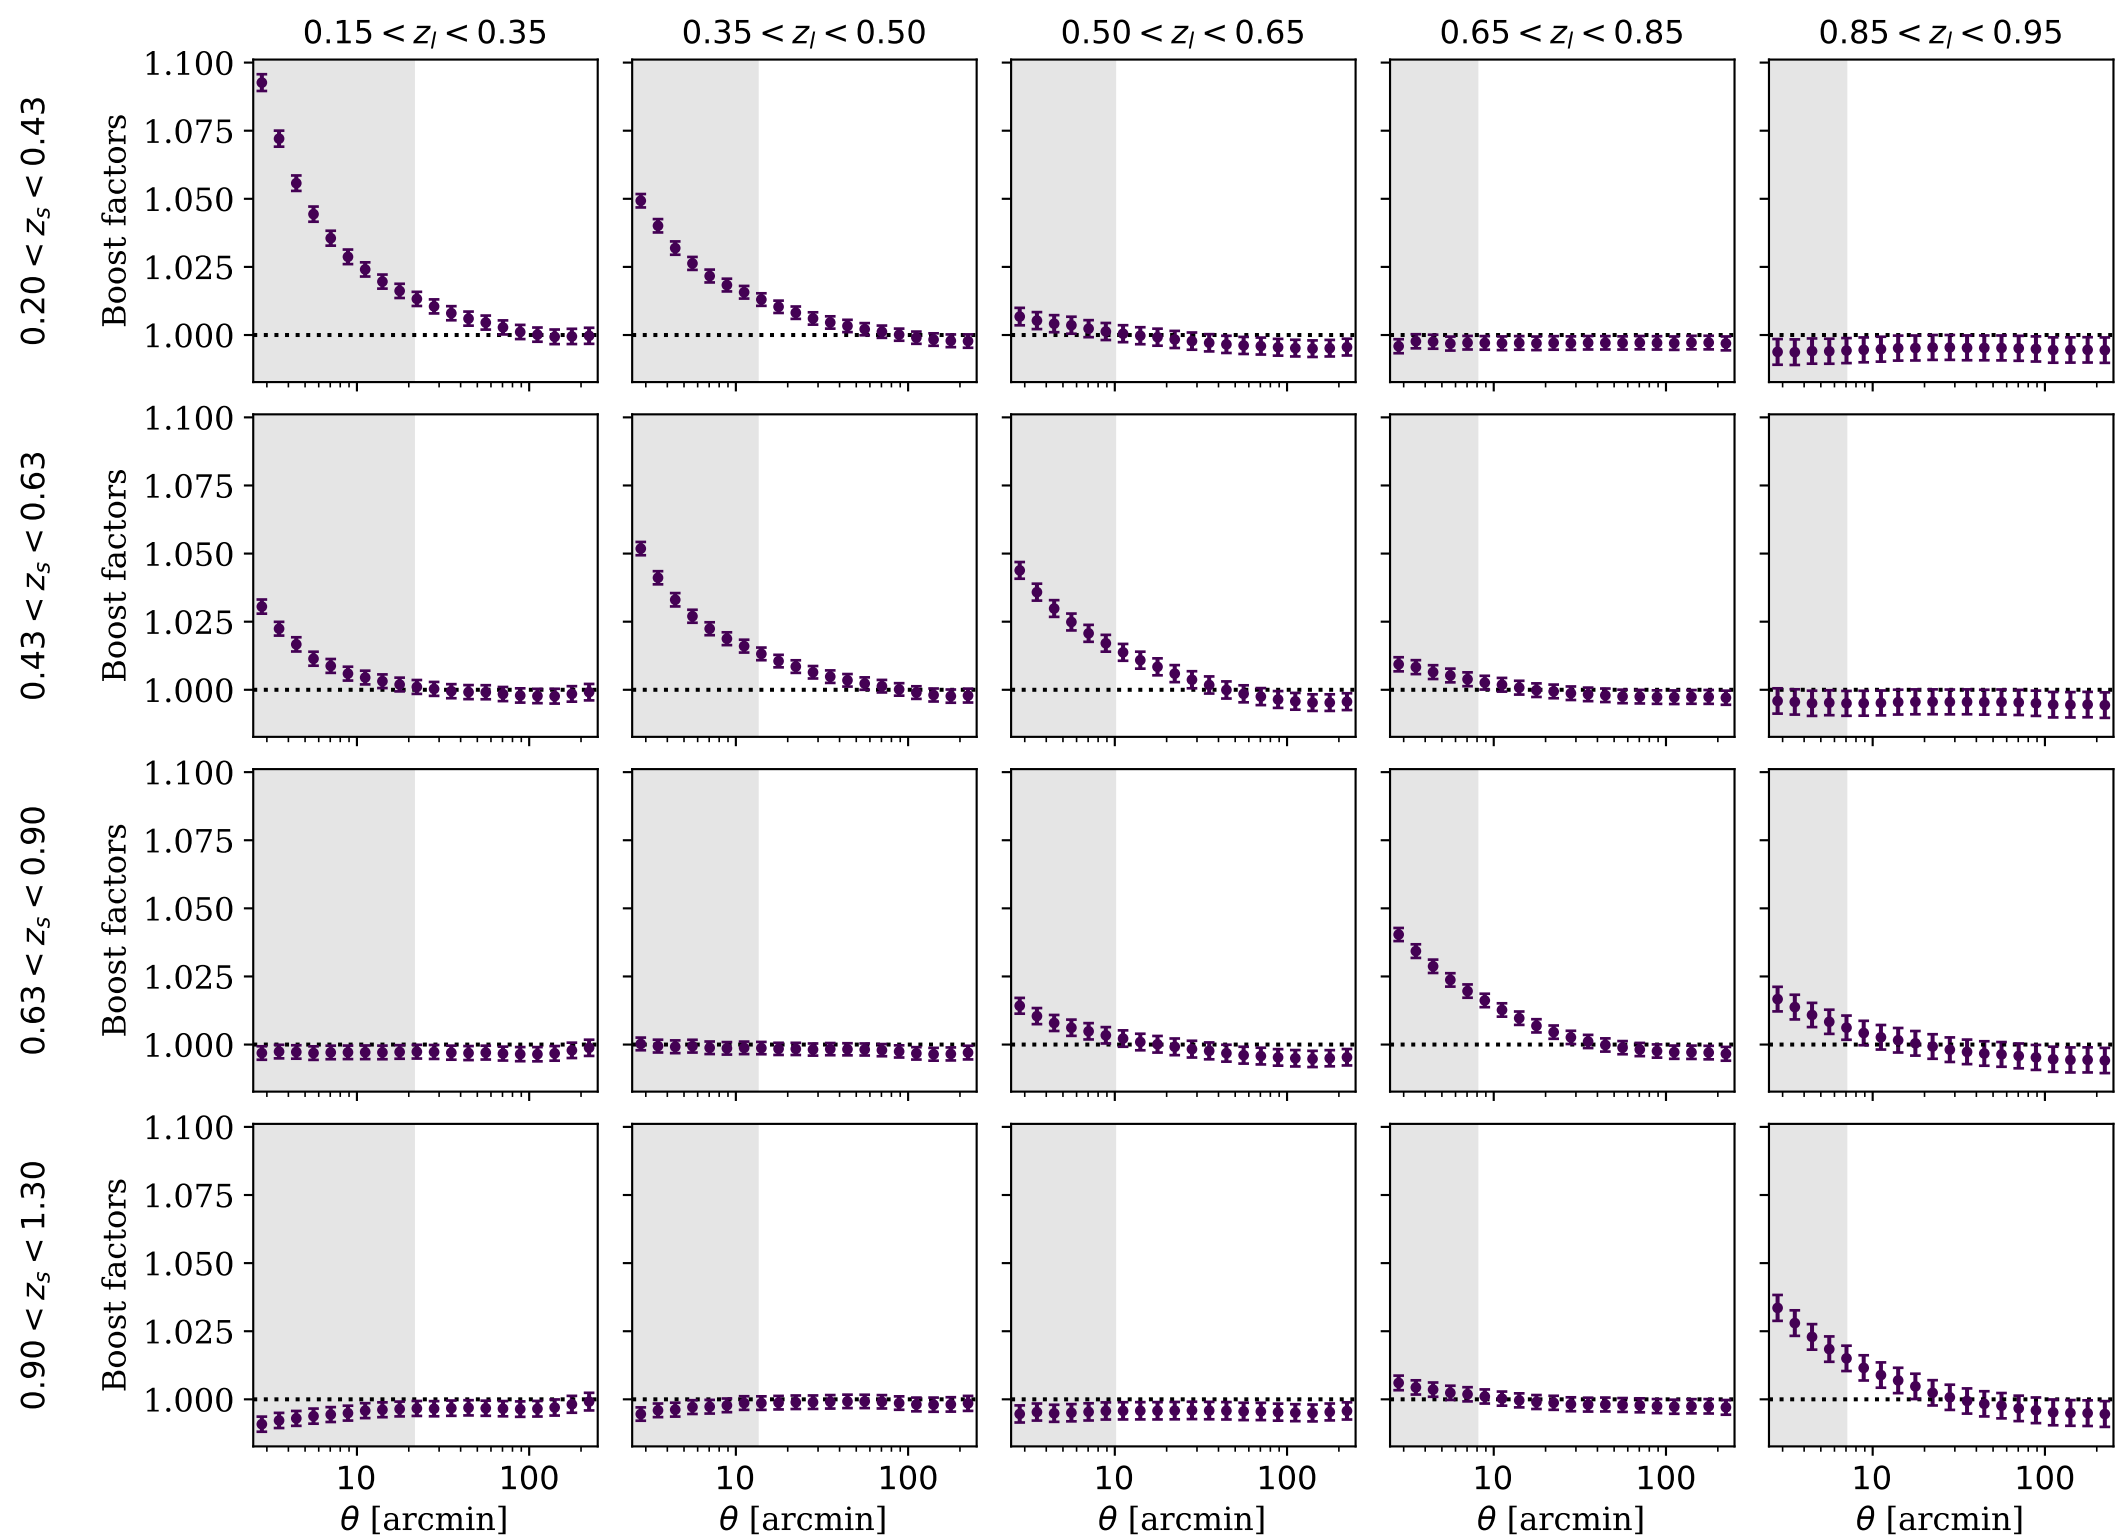 0.15 < z_l < 0.35
0.35 < z_l < 0.50
0.50 < z_l < 0.65
0.65 < z_l < 0.85
0.85 < z_l < 0.95
0.20 < z_s < 0.43
Boost factors
1.100
1.075
1.050
1.025
1.000
0.43 < z_s < 0.63
Boost factors
1.100
1.075
1.050
1.025
1.000
0.63 < z_s < 0.90
Boost factors
1.100
1.075
1.050
1.025
1.000
0.90 < z_s < 1.30
Boost factors
1.100
1.075
1.050
1.025
1.000
10 100
10 100
10 100
10 100
10 100
θ [arcmin]
θ [arcmin]
θ [arcmin]
θ [arcmin]
θ [arcmin]